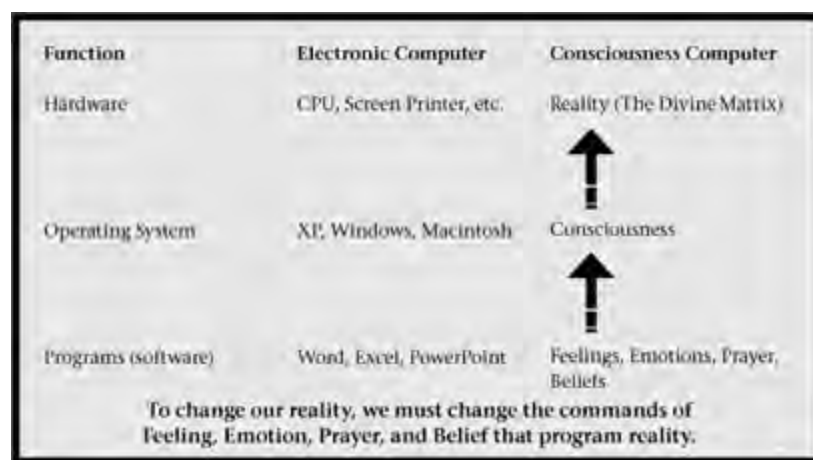 Function Electronic Computer Consciousness Computer
Hardware CPU, Screen Printer, etc. Reality (The Divine Matrix)
Operating System XP, Windows, Macintosh Consciousness
Programs (software) Word, Excel, PowerPoint Feelings, Emotions, Prayer,
Beliefs
To change our reality, we must change the commands of
Feeling, Emotion, Prayer, and Belief that program reality.